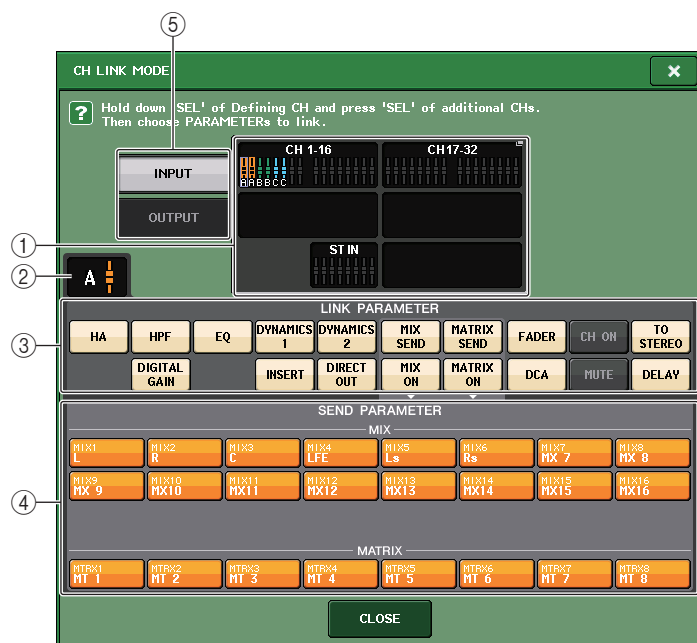 5
CH LINK MODE
? Hold down 'SEL' of Defining CH and press 'SEL' of additional CHs.
Then choose PARAMETERs to link.
INPUT
OUTPUT
CH 1-16
CH17-32
AABBCC
ST IN
1
2
A
3
LINK PARAMETER
HA HPF EQ DYNAMICS 1 DYNAMICS 2 MIX SEND MATRIX SEND FADER CH ON TO STEREO
DIGITAL GAIN INSERT DIRECT OUT MIX ON MATRIX ON DCA MUTE DELAY
4
SEND PARAMETER
MIX
MIX1 MIX2 MIX3 MIX4 MIX5 MIX6 MIX7 MIX8
L R C LFE Ls Rs MX 7 MX 8
MIX9 MIX10 MIX11 MIX12 MIX13 MIX14 MIX15 MIX16
MX 9 MX10 MX11 MX12 MX13 MX14 MX15 MX16
MATRIX
MTRX1 MTRX2 MTRX3 MTRX4 MTRX5 MTRX6 MTRX7 MTRX8
MT 1 MT 2 MT 3 MT 4 MT 5 MT 6 MT 7 MT 8
CLOSE